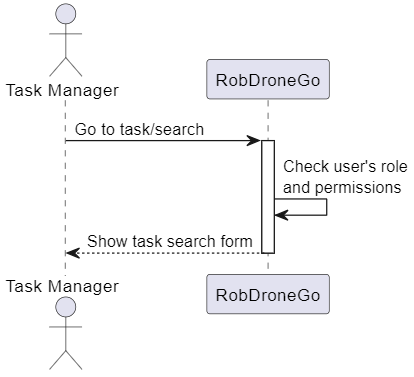 Task Manager
RobDroneGo
Go to task/search
Check user's role
and permissions
Show task search form
Task Manager
RobDroneGo